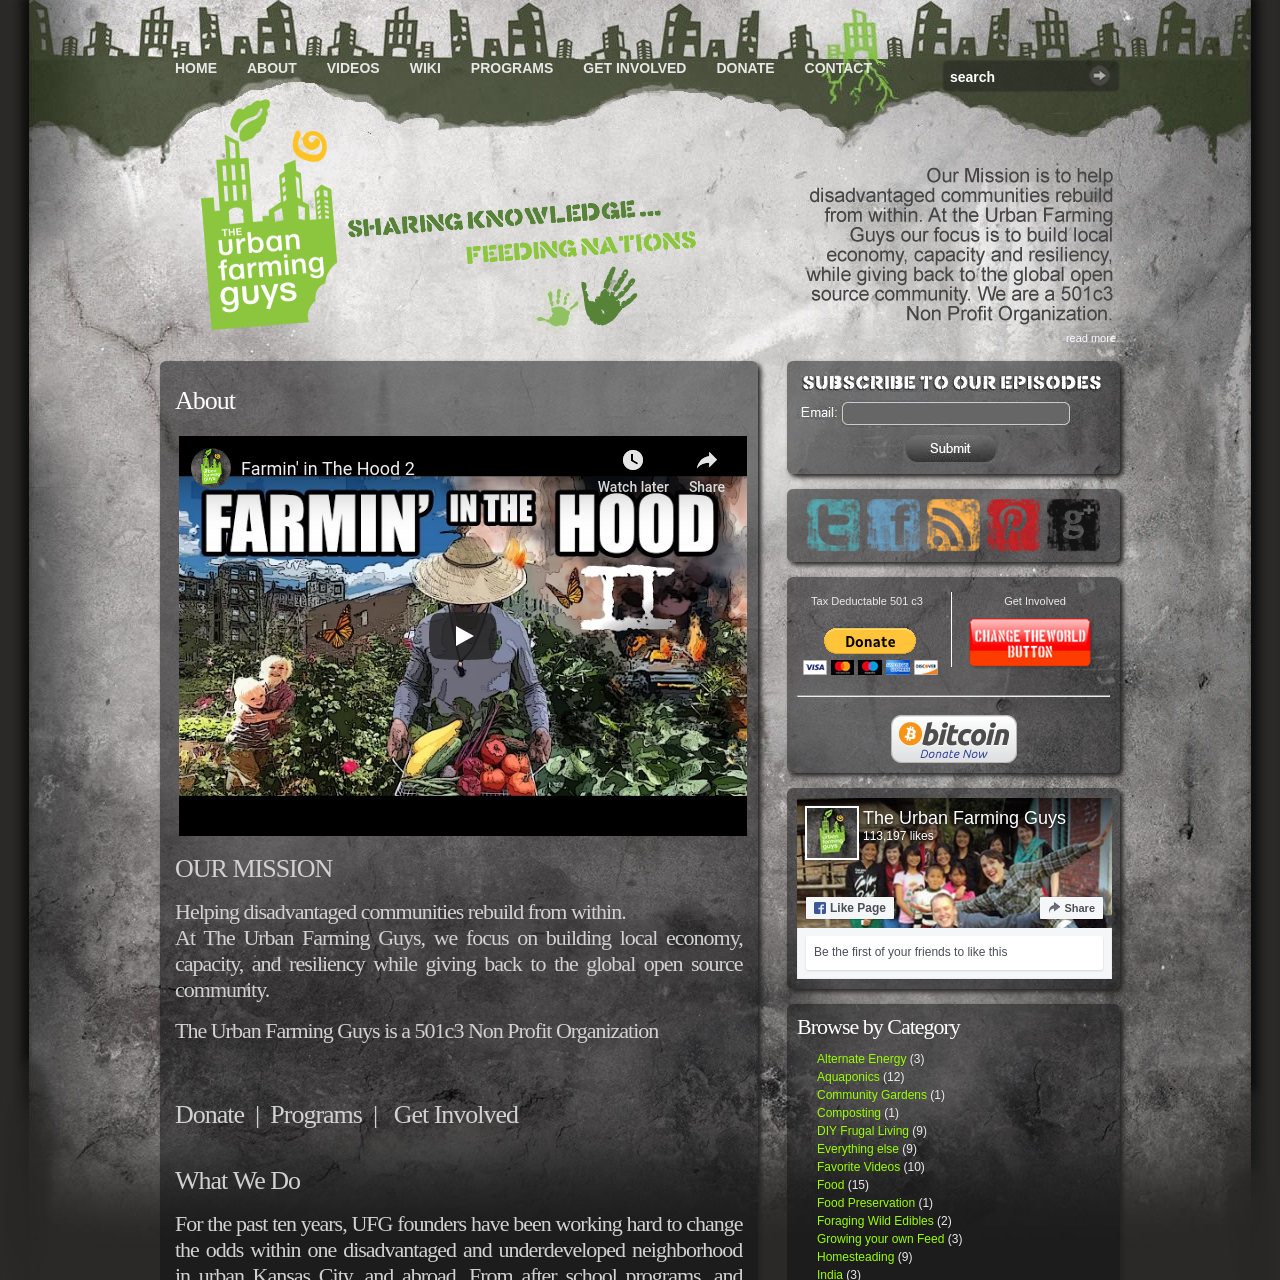 HOME ABOUT VIDEOS WIKI PROGRAMS GET INVOLVED DONATE CONTACT
search
THE
urban
farming
guys
SHARING KNOWLEDGE ...
FEEDING NATIONS
Our Mission is to help
disadvantaged communities rebuild
from within. At the Urban Farming
Guys our focus is to build local
economy, capacity and resiliency,
while giving back to the global open
source community. We are a 501c3
Non Profit Organization.
read more
About
Farmin' in The Hood 2
Watch later
Share
FARMIN' IN THE HOOD
II
OUR MISSION
Helping disadvantaged communities rebuild from within.
At The Urban Farming Guys, we focus on building local economy,
capacity, and resiliency while giving back to the global open source
community.
The Urban Farming Guys is a 501c3 Non Profit Organization
Donate | Programs | Get Involved
What We Do
For the past ten years, UFG founders have been working hard to change
the odds within one disadvantaged and underdeveloped neighborhood
in urban Kansas City, and abroad. From after school programs, and
SUBSCRIBE TO OUR EPISODES
Email:
Submit
Tax Deductable 501 c3
Get Involved
Donate
CHANGE THEWORLD
BUTTON
VISA
DISCOVER
bitcoin
Donate Now
The Urban Farming Guys
113,197 likes
Like Page
Share
Be the first of your friends to like this
Browse by Category
Alternate Energy (3)
Aquaponics (12)
Community Gardens (1)
Composting (1)
DIY Frugal Living (9)
Everything else (9)
Favorite Videos (10)
Food (15)
Food Preservation (1)
Foraging Wild Edibles (2)
Growing your own Feed (3)
Homesteading (9)
India (3)